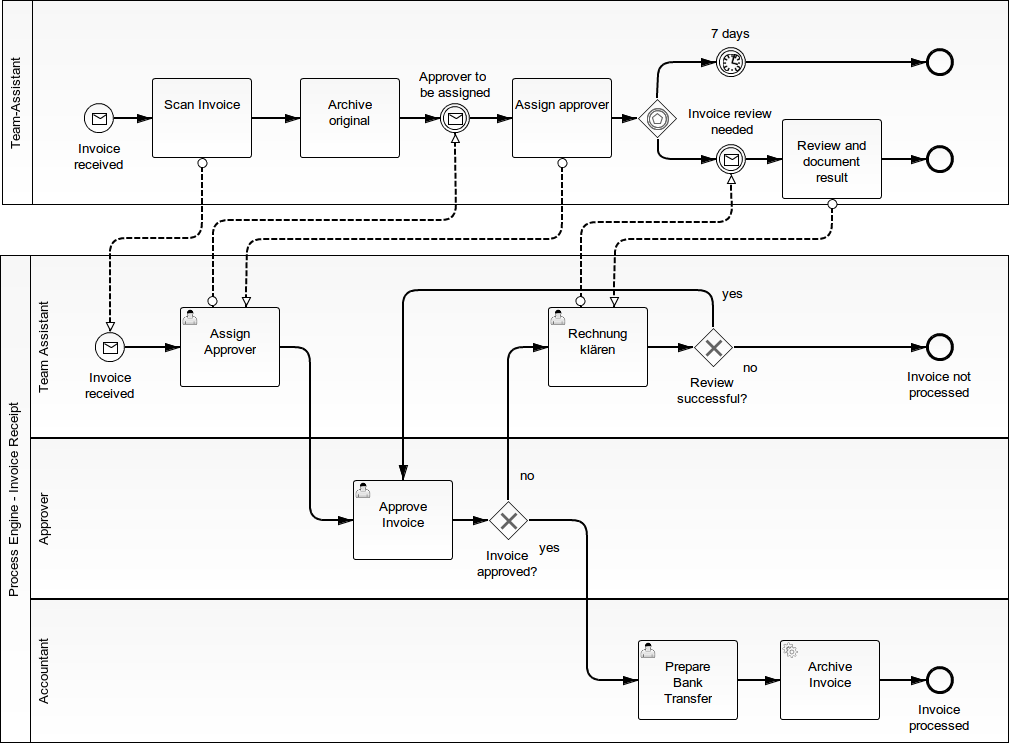 Team-Assistant
7 days
Approver to
be assigned
Scan Invoice
Archive
original
Assign approver
Invoice review
needed
Invoice
received
Review and
document
result
Process Engine - Invoice Receipt
Team Assistant
yes
Assign
Approver
Rechnung
klären
no
Invoice
received
Review
successful?
Invoice not
processed
Approver
no
Approve
Invoice
yes
Invoice
approved?
Accountant
Prepare
Bank
Transfer
Archive
Invoice
Invoice
processed